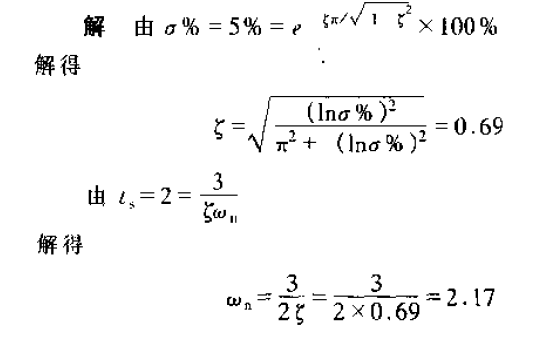 解 由 σ% = 5% = e^{ζπ/√(1 ζ²)} × 100%
解得
ζ = √((lnσ%)² / (π² + (lnσ%)²)) = 0.69
由 t_s = 2 = 3/(ζω_n)
解得
ω_n = 3/(2ζ) = 3/(2×0.69) = 2.17